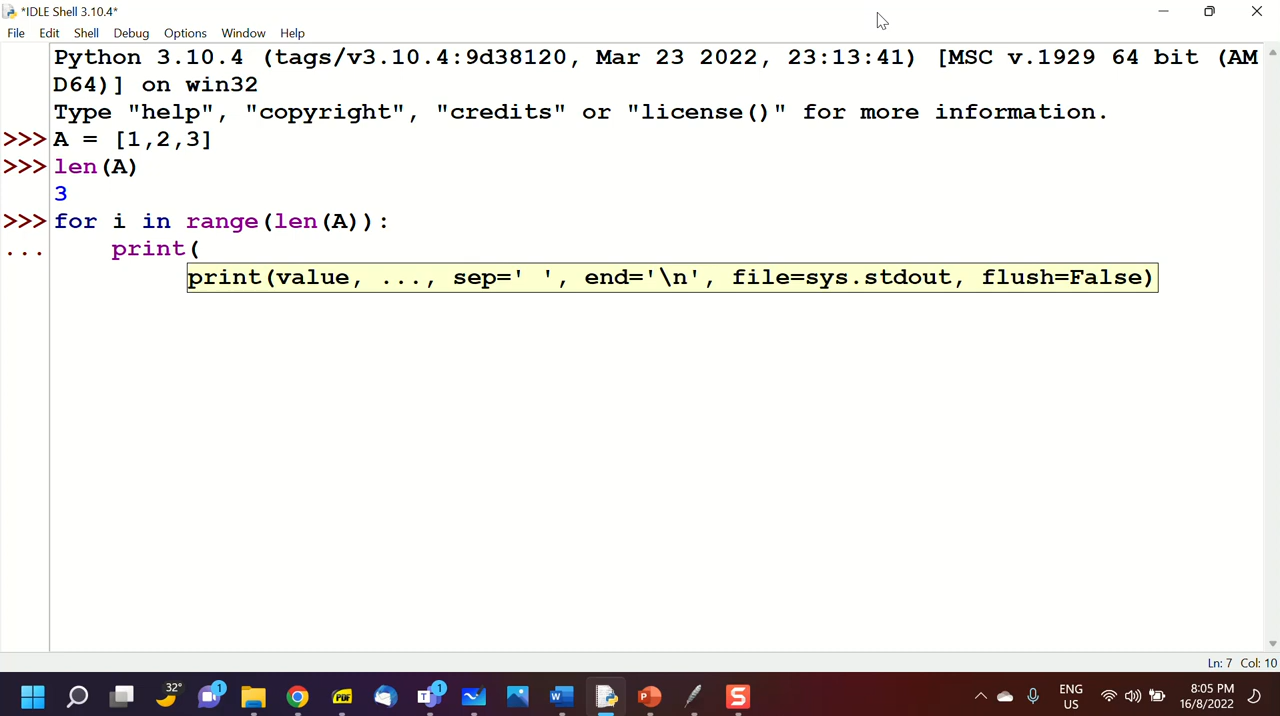 *IDLE Shell 3.10.4*
File Edit Shell Debug Options Window Help
Python 3.10.4 (tags/v3.10.4:9d38120, Mar 23 2022, 23:13:41) [MSC v.1929 64 bit (AM
D64)] on win32
Type "help", "copyright", "credits" or "license()" for more information.
>>> A = [1,2,3]
>>> len(A)
3
>>> for i in range(len(A)):
... print(
print(value, ..., sep=' ', end='\n', file=sys.stdout, flush=False)
Ln: 7 Col: 10
32°
1
PDF
T 1
W
P
S
ENG
US
8:05 PM
16/8/2022